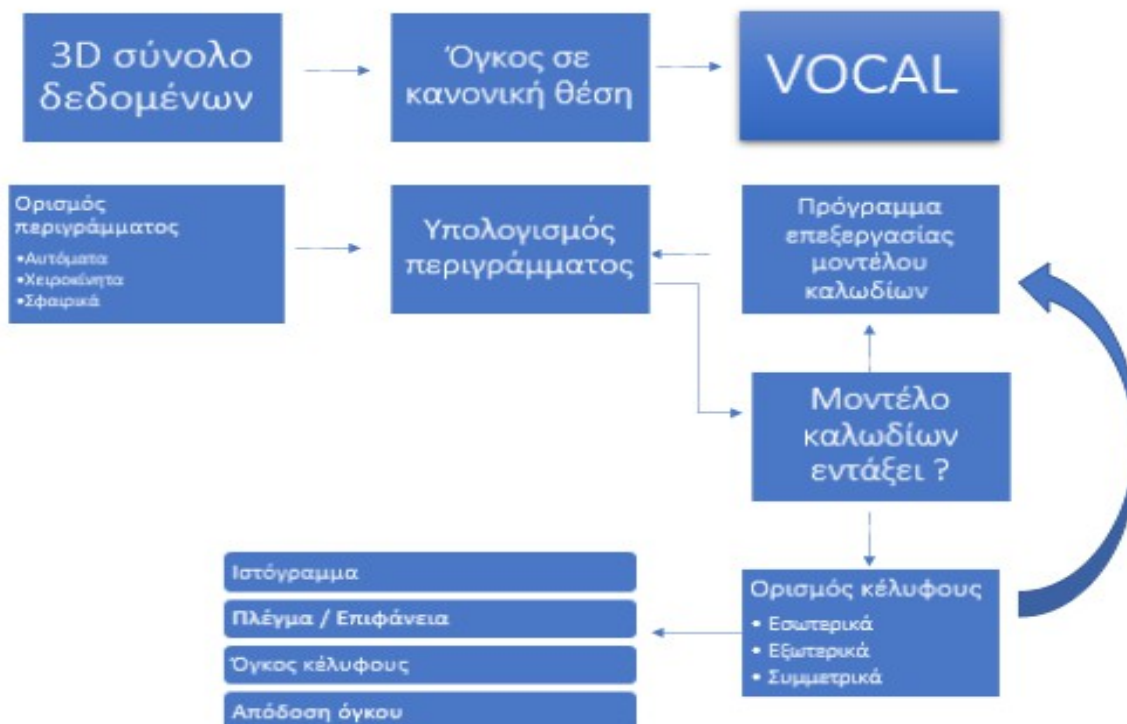 3D σύνολο
δεδομένων
Όγκος σε
κανονική θέση
VOCAL
Ορισμός
περιγράμματος
•Αυτόματα
•Χειροκίνητα
•Σφαιρικά
Υπολογισμός
περιγράμματος
Πρόγραμμα
επεξεργασίας
μοντέλου
καλωδίων
Μοντέλο
καλωδίων
εντάξει ?
Ορισμός κέλυφους
• Εσωτερικά
• Εξωτερικά
• Συμμετρικά
Ιστόγραμμα
Πλέγμα / Επιφάνεια
Όγκος κέλυφους
Απόδοση όγκου